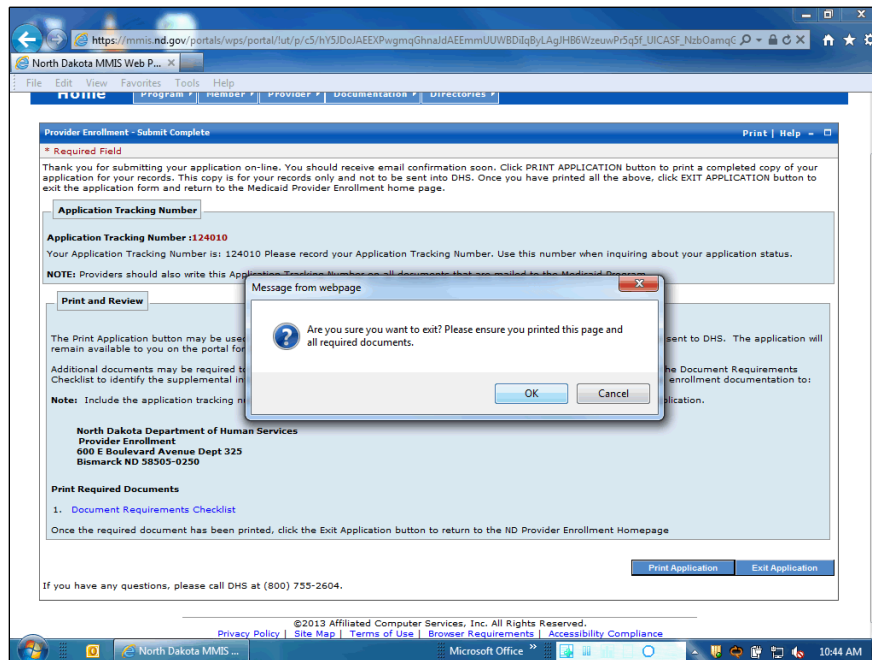 https://mmis.nd.gov/portals/wps/portal/!ut/p/c5/
North Dakota MMIS Web P...
File Edit View Favorites Tools Help
Home Program Member Provider Documentation Directories
Provider Enrollment - Submit Complete Print | Help
* Required Field
Thank you for submitting your application on-line. You should receive email confirmation soon. Click PRINT APPLICATION button to print a completed copy of your
application for your records. This copy is for your records only and not to be sent into DHS. Once you have printed all the above, click EXIT APPLICATION button to
exit the application form and return to the Medicaid Provider Enrollment home page.
Application Tracking Number
Application Tracking Number :124010
Your Application Tracking Number is: 124010 Please record your Application Tracking Number. Use this number when inquiring about your application status.
NOTE: Providers should also write this Application Tracking Number on all documents that are mailed to the Medicaid Program
Message from webpage
Are you sure you want to exit? Please ensure you printed this page and
all required documents.
OK Cancel
Print and Review
The Print Application button may be used sent to DHS. The application will
remain available to you on the portal for
Additional documents may be required to he Document Requirements
Checklist to identify the supplemental in enrollment documentation to:
Note: Include the application tracking n plication.
North Dakota Department of Human Services
Provider Enrollment
600 E Boulevard Avenue Dept 325
Bismarck ND 58505-0250
Print Required Documents
1. Document Requirements Checklist
Once the required document has been printed, click the Exit Application button to return to the ND Provider Enrollment Homepage
Print Application Exit Application
If you have any questions, please call DHS at (800) 755-2604.
©2013 Affiliated Computer Services, Inc. All Rights Reserved.
Privacy Policy | Site Map | Terms of Use | Browser Requirements | Accessibility Compliance
North Dakota MMIS ... Microsoft Office » 10:44 AM